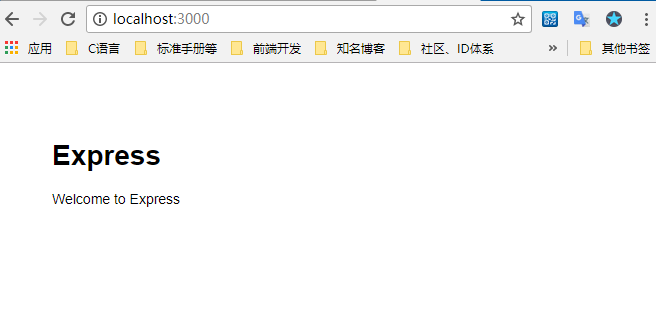 localhost:3000
应用 C语言 标准手册等 前端开发 知名博客 社区、ID体系 » 其他书签
Express
Welcome to Express